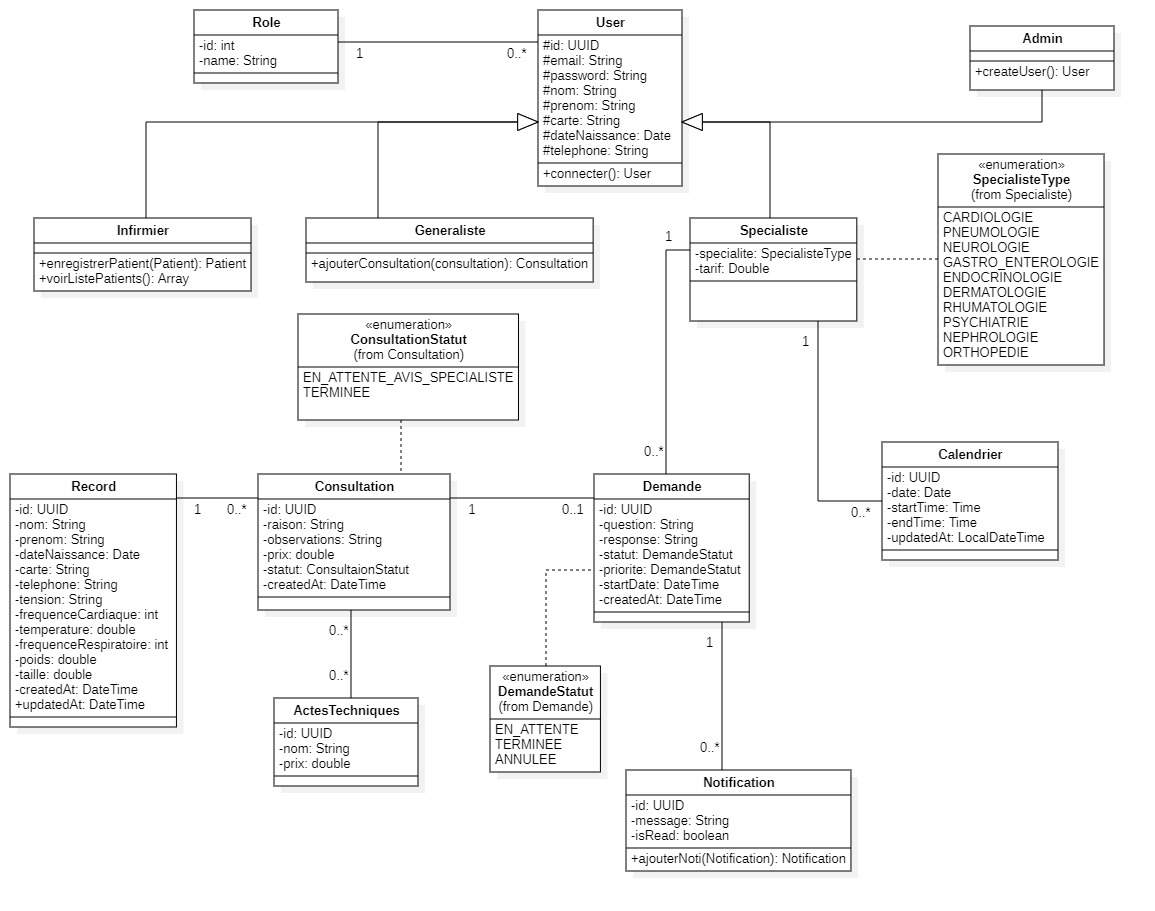 Role
-id: int
-name: String
1
0..*
User
#id: UUID
#email: String
#password: String
#nom: String
#prenom: String
#carte: String
#dateNaissance: Date
#telephone: String
+connecter(): User
Admin
+createUser(): User
«enumeration»
SpecialisteType
(from Specialiste)
CARDIOLOGIE
PNEUMOLOGIE
NEUROLOGIE
GASTRO_ENTEROLOGIE
ENDOCRINOLOGIE
DERMATOLOGIE
RHUMATOLOGIE
PSYCHIATRIE
NEPHROLOGIE
ORTHOPEDIE
Infirmier
+enregistrerPatient(Patient): Patient
+voirListePatients(): Array
Generaliste
+ajouterConsultation(consultation): Consultation
Specialiste
-specialite: SpecialisteType
-tarif: Double
1
0..*
1
0..*
«enumeration»
ConsultationStatut
(from Consultation)
EN_ATTENTE_AVIS_SPECIALISTE
TERMINEE
Record
-id: UUID
-nom: String
-prenom: String
-dateNaissance: Date
-carte: String
-telephone: String
-tension: String
-frequenceCardiaque: int
-temperature: double
-frequenceRespiratoire: int
-poids: double
-taille: double
-createdAt: DateTime
+updatedAt: DateTime
1
0..*
Consultation
-id: UUID
-raison: String
-observations: String
-prix: double
-statut: ConsultaionStatut
-createdAt: DateTime
1
0..1
Demande
-id: UUID
-question: String
-response: String
-statut: DemandeStatut
-priorite: DemandeStatut
-startDate: DateTime
-createdAt: DateTime
Calendrier
-id: UUID
-date: Date
-startTime: Time
-endTime: Time
-updatedAt: LocalDateTime
0..*
0..*
ActesTechniques
-id: UUID
-nom: String
-prix: double
«enumeration»
DemandeStatut
(from Demande)
EN_ATTENTE
TERMINEE
ANNULEE
1
0..*
Notification
-id: UUID
-message: String
-isRead: boolean
+ajouterNoti(Notification): Notification